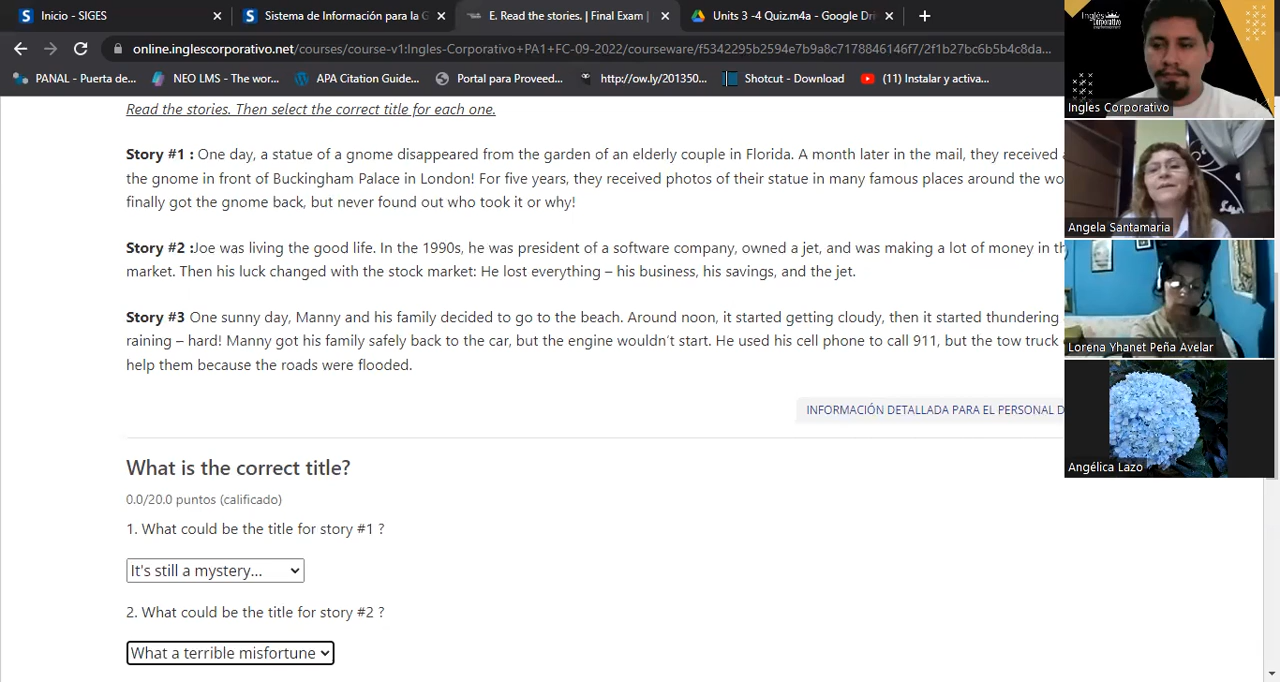 Inicio - SIGES
Sistema de Información para la G
E. Read the stories. | Final Exam |
Units 3 -4 Quiz.m4a - Google Dri
online.inglescorporativo.net/courses/course-v1:Ingles-Corporativo+PA1+FC-09-2022/courseware/f5342295b2594e7b9a8c7178846146f7/2f1b27bc6b5b4c8da...
PANAL - Puerta de...
NEO LMS - The wor...
APA Citation Guide...
Portal para Proveed...
http://ow.ly/201350...
Shotcut - Download
(11) Instalar y activa...
Read the stories. Then select the correct title for each one.
Story #1 : One day, a statue of a gnome disappeared from the garden of an elderly couple in Florida. A month later in the mail, they received
the gnome in front of Buckingham Palace in London! For five years, they received photos of their statue in many famous places around the wo
finally got the gnome back, but never found out who took it or why!
Story #2 :Joe was living the good life. In the 1990s, he was president of a software company, owned a jet, and was making a lot of money in th
market. Then his luck changed with the stock market: He lost everything – his business, his savings, and the jet.
Story #3 One sunny day, Manny and his family decided to go to the beach. Around noon, it started getting cloudy, then it started thundering
raining – hard! Manny got his family safely back to the car, but the engine wouldn´t start. He used his cell phone to call 911, but the tow truck
help them because the roads were flooded.
INFORMACIÓN DETALLADA PARA EL PERSONAL D
What is the correct title?
0.0/20.0 puntos (calificado)
1. What could be the title for story #1 ?
It's still a mystery...
2. What could be the title for story #2 ?
What a terrible misfortune
Inglés
Corporativo
Ingles Corporativo
Angela Santamaria
Lorena Yhanet Peña Avelar
Angélica Lazo